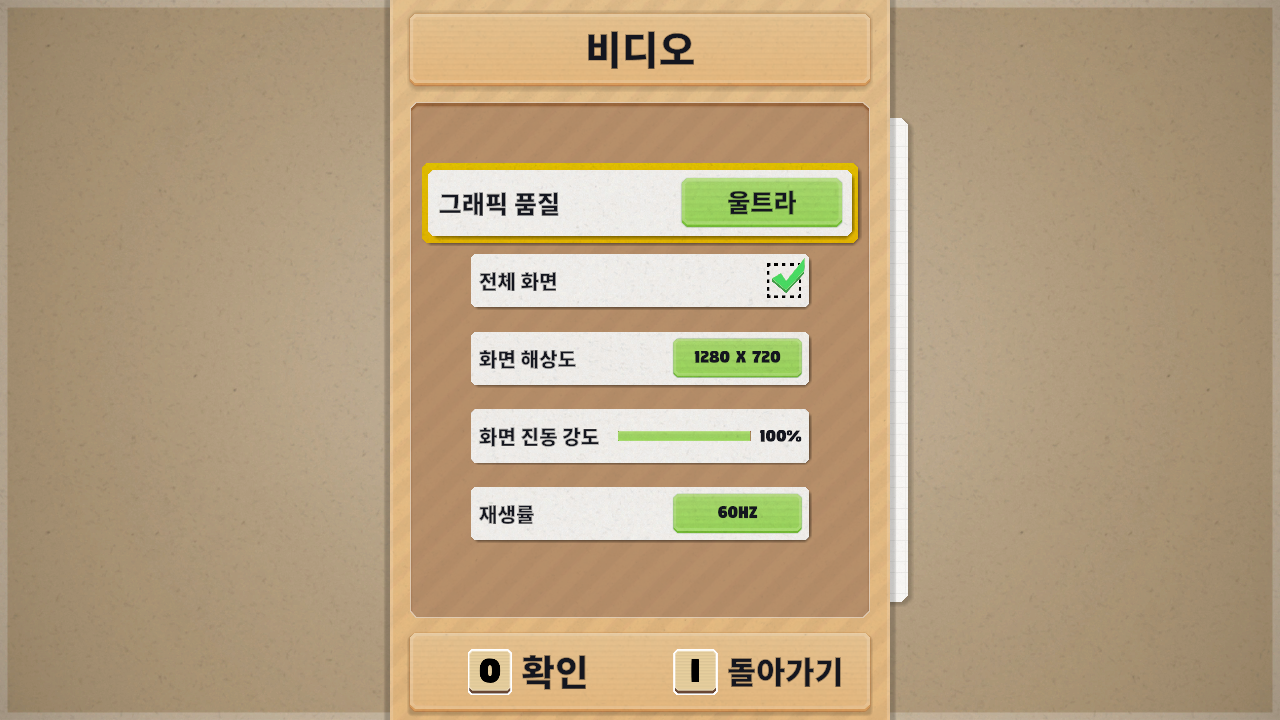 비디오
그래픽 품질 울트라
전체 화면
화면 해상도 1280 X 720
화면 진동 강도 100%
재생률 60HZ
0 확인 1 돌아가기